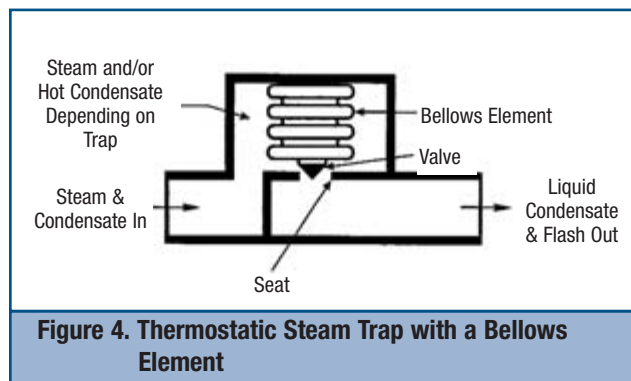 Steam and/or
Hot Condensate
Depending on
Trap
Bellows Element
Valve
Steam &
Condensate In
Liquid
Condensate
& Flash Out
Seat
Figure 4. Thermostatic Steam Trap with a Bellows
Element